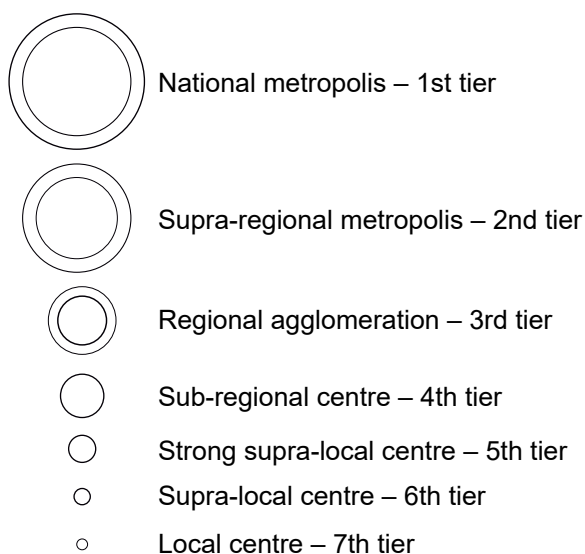 National metropolis – 1st tier
Supra-regional metropolis – 2nd tier
Regional agglomeration – 3rd tier
Sub-regional centre – 4th tier
Strong supra-local centre – 5th tier
Supra-local centre – 6th tier
Local centre – 7th tier